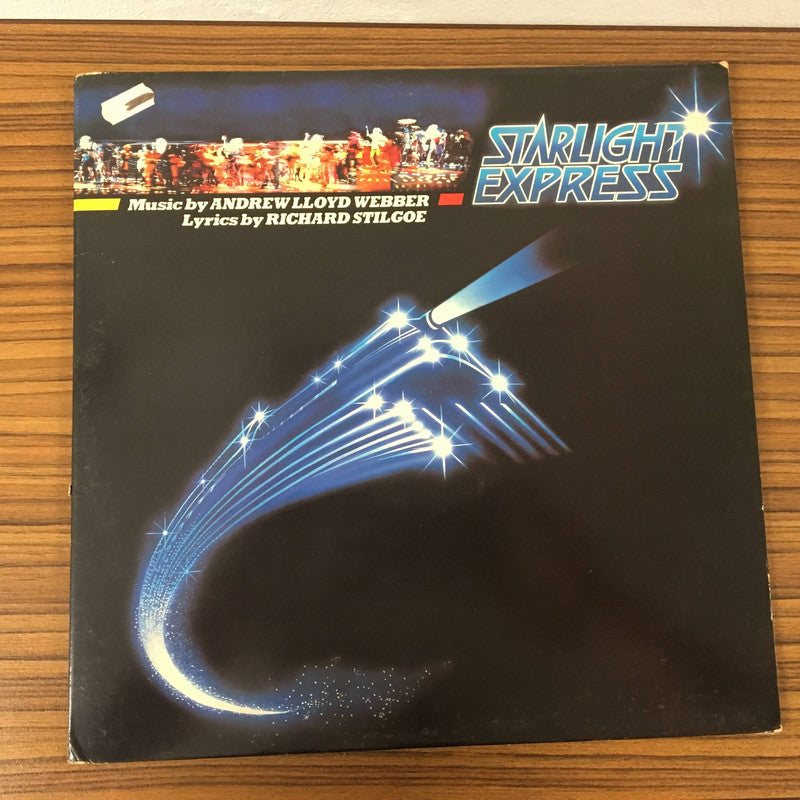 STARLIGHT
EXPRESS
Music by ANDREW LLOYD WEBBER
Lyrics by RICHARD STILGOE